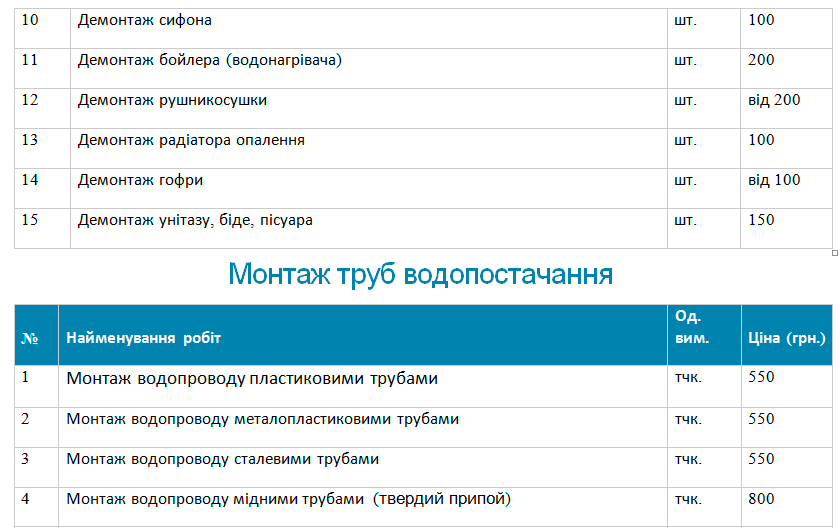 10 Демонтаж сифона шт. 100
11 Демонтаж бойлера (водонагрівача) шт. 200
12 Демонтаж рушникосушки шт. від 200
13 Демонтаж радіатора опалення шт. 100
14 Демонтаж гофри шт. від 100
15 Демонтаж унітазу, біде, пісуара шт. 150
Монтаж труб водопостачання
№ Найменування робіт Од. вим. Ціна (грн.)
1 Монтаж водопроводу пластиковими трубами тчк. 550
2 Монтаж водопроводу металопластиковими трубами тчк. 550
3 Монтаж водопроводу сталевими трубами тчк. 550
4 Монтаж водопроводу мідними трубами (твердий припой) тчк. 800